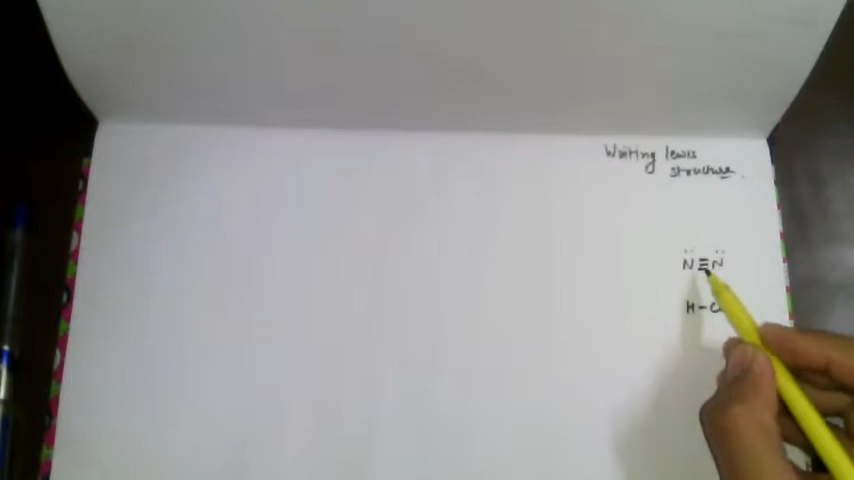 Writing lewis
structure.
N≡N
H-C